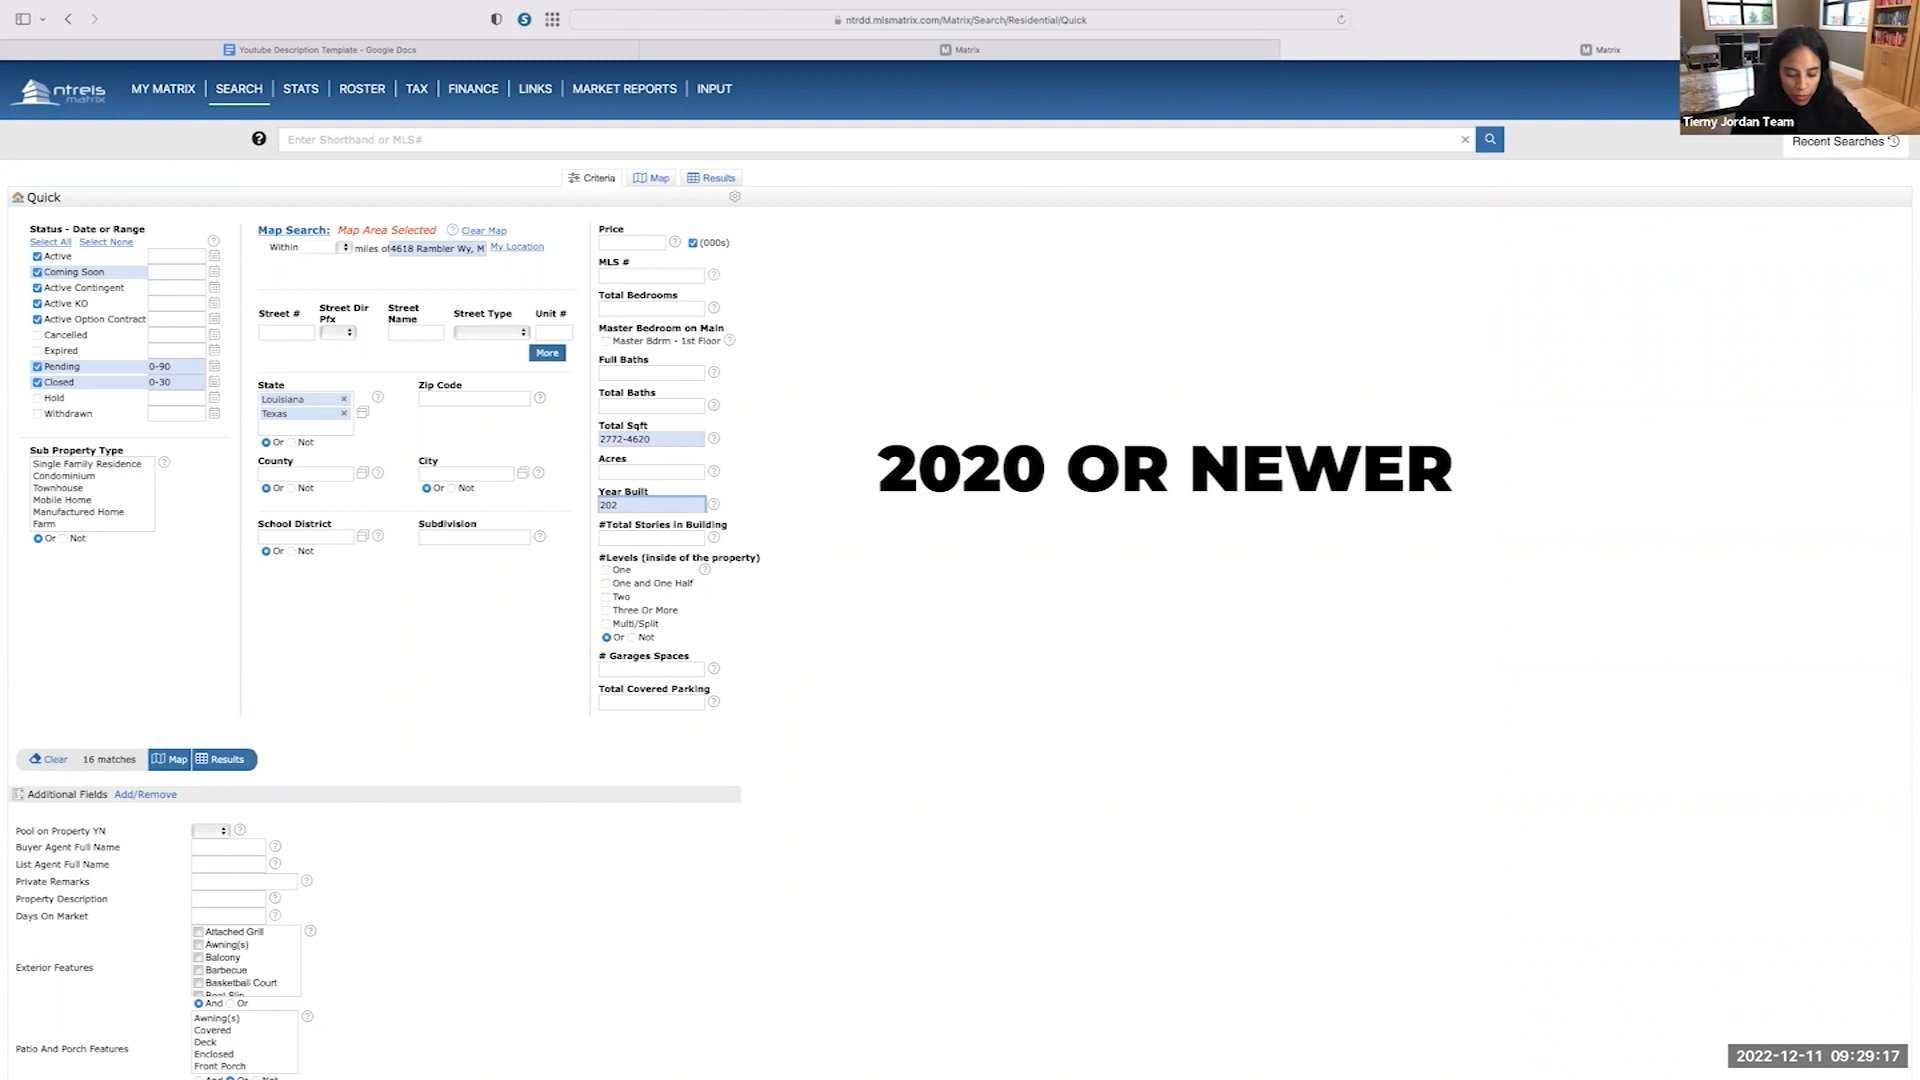 ntrdd.mlsmatrix.com/Matrix/Search/Residential/Quick
Youtube Description Template - Google Docs
Matrix
Matrix
Tierny Jordan Team
ntreis
matrix
MY MATRIX
SEARCH
STATS
ROSTER
TAX
FINANCE
LINKS
MARKET REPORTS
INPUT
Enter Shorthand or MLS#
Recent Searches
Criteria
Map
Results
Quick
Status - Date or Range
Select All Select None
Active
Coming Soon
Active Contingent
Active KO
Active Option Contract
Cancelled
Expired
Pending 0-90
Closed 0-30
Hold
Withdrawn
Sub Property Type
Single Family Residence
Condominium
Townhouse
Mobile Home
Manufactured Home
Farm
Or Not
Map Search: Map Area Selected Clear Map
Within miles of 4618 Rambler Wy, M My Location
Street # Street Dir Pfx Street Name Street Type Unit #
More
State Zip Code
Louisiana
Texas
Or Not
County City
Or Not Or Not
School District Subdivision
Or Not
Price
(000s)
MLS #
Total Bedrooms
Master Bedroom on Main
Master Bdrm - 1st Floor
Full Baths
Total Baths
Total Sqft
2772-4620
Acres
Year Built
202
#Total Stories in Building
#Levels (inside of the property)
One
One and One Half
Two
Three Or More
Multi/Split
Or Not
# Garages Spaces
Total Covered Parking
2020 OR NEWER
Clear 16 matches Map Results
Additional Fields Add/Remove
Pool on Property YN
Buyer Agent Full Name
List Agent Full Name
Private Remarks
Property Description
Days On Market
Exterior Features
Attached Grill
Awning(s)
Balcony
Barbecue
Basketball Court
Boat Slip
And Or
Patio And Porch Features
Awning(s)
Covered
Deck
Enclosed
Front Porch
And Or Not
2022-12-11 09:29:17